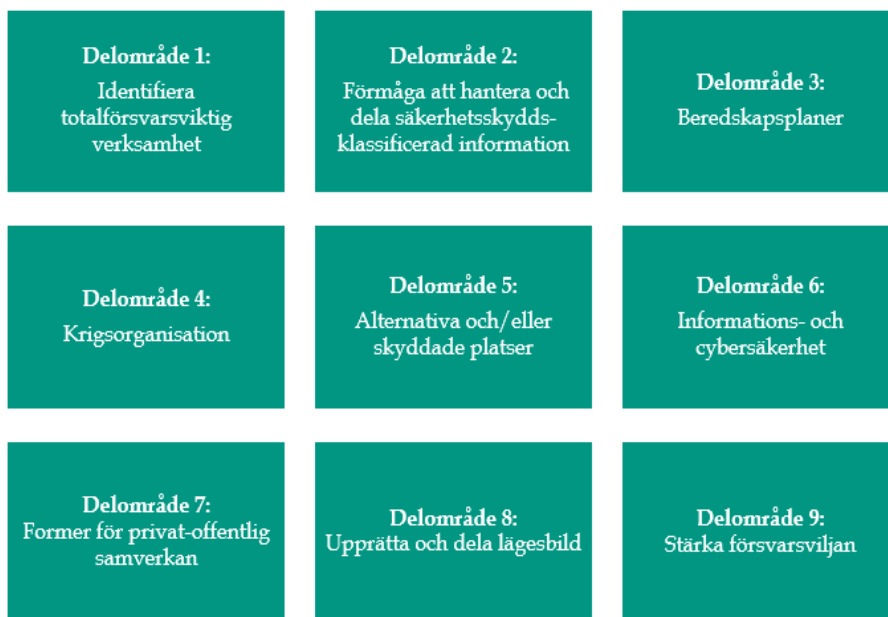 Delområde 1:
Identifiera
totalförsvarsviktig
verksamhet
Delområde 2:
Förmåga att hantera och
dela säkerhetsskydds-
klassificerad information
Delområde 3:
Beredskapsplaner
Delområde 4:
Krigsorganisation
Delområde 5:
Alternativa och/eller
skyddade platser
Delområde 6:
Informations- och
cybersäkerhet
Delområde 7:
Former för privat-offentlig
samverkan
Delområde 8:
Upprätta och dela lägesbild
Delområde 9:
Stärka försvarsviljan